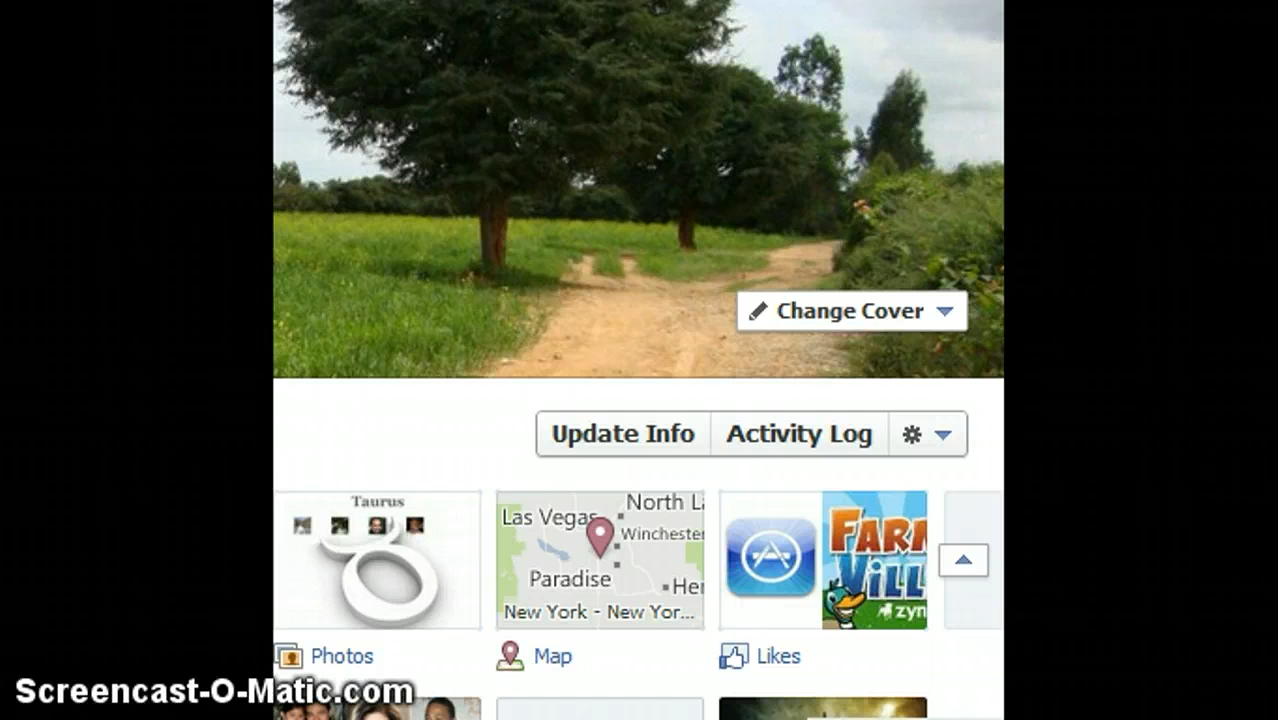 Change Cover
Update Info
Activity Log
Taurus
North L
Las Vegas
Winchester
Paradise
He
New York - New Yor...
FARM
VILL
zyn
Photos
Map
Likes
Screencast-O-Matic.com